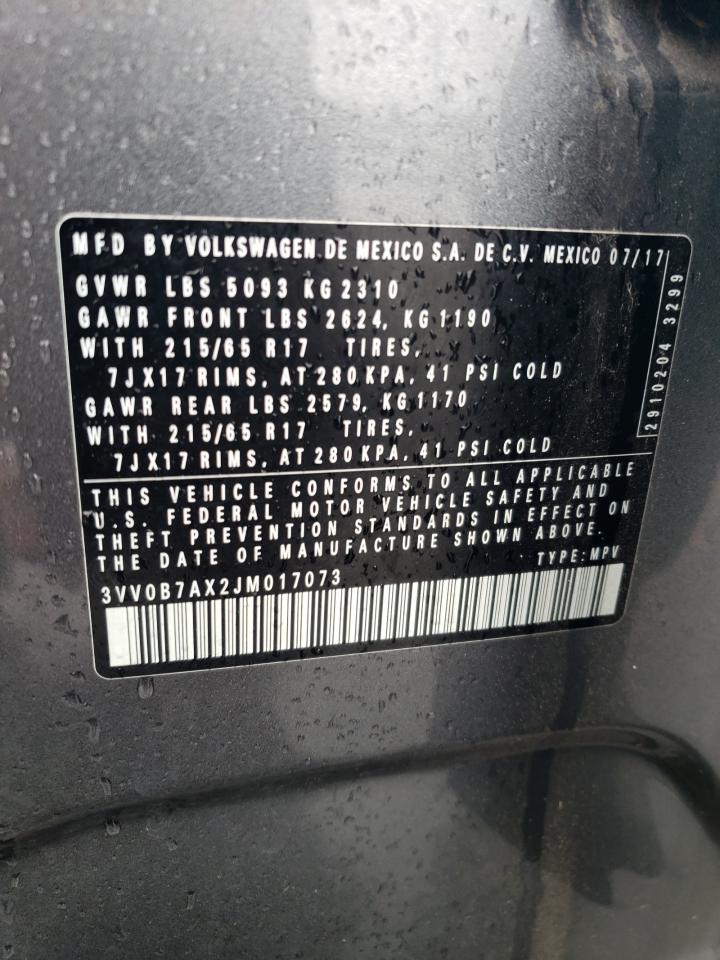 MFD BY VOLKSWAGEN DE MEXICO S.A. DE C.V. MEXICO 07/17
GVWR LBS 5093 KG 2310
GAWR FRONT LBS 2624, KG 1190
WITH 215/65 R17 TIRES,
7JX17 RIMS, AT 280 KPA, 41 PSI COLD
GAWR REAR LBS 2579, KG 1170
WITH 215/65 R17 TIRES,
7JX17 RIMS, AT 280 KPA, 41 PSI COLD
2910204 3299
THIS VEHICLE CONFORMS TO ALL APPLICABLE
U.S. FEDERAL MOTOR VEHICLE SAFETY AND
THEFT PREVENTION STANDARDS IN EFFECT ON
THE DATE OF MANUFACTURE SHOWN ABOVE.
TYPE: MPV
3VV0B7AX2JM017073